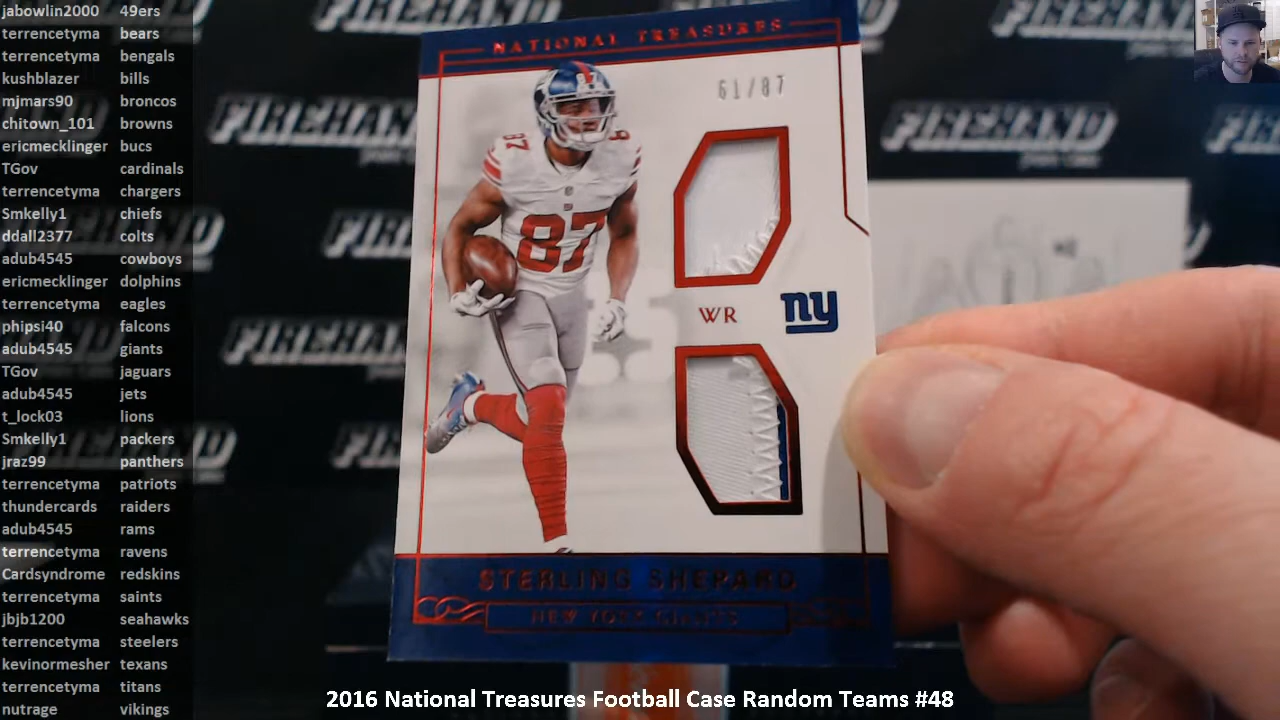 jabowlin2000 49ers
terrencetyma bears
terrencetyma bengals
kushblazer bills
mjmars90 broncos
chitown_101 browns
ericmecklinger bucs
TGov cardinals
terrencetyma chargers
Smkelly1 chiefs
ddall2377 colts
adub4545 cowboys
ericmecklinger dolphins
terrencetyma eagles
phipsi40 falcons
adub4545 giants
TGov jaguars
adub4545 jets
t_lock03 lions
Smkelly1 packers
jraz99 panthers
terrencetyma patriots
thundercards raiders
adub4545 rams
terrencetyma ravens
Cardsyndrome redskins
terrencetyma saints
jbjb1200 seahawks
terrencetyma steelers
kevinormesher texans
terrencetyma titans
nutrage vikings
NATIONAL TREASURES
61/87
87
87
8
87
WR
ny
STERLING SHEPARD
NEW YORK GIANTS
FIREHAND
FIREHAND
2016 National Treasures Football Case Random Teams #48